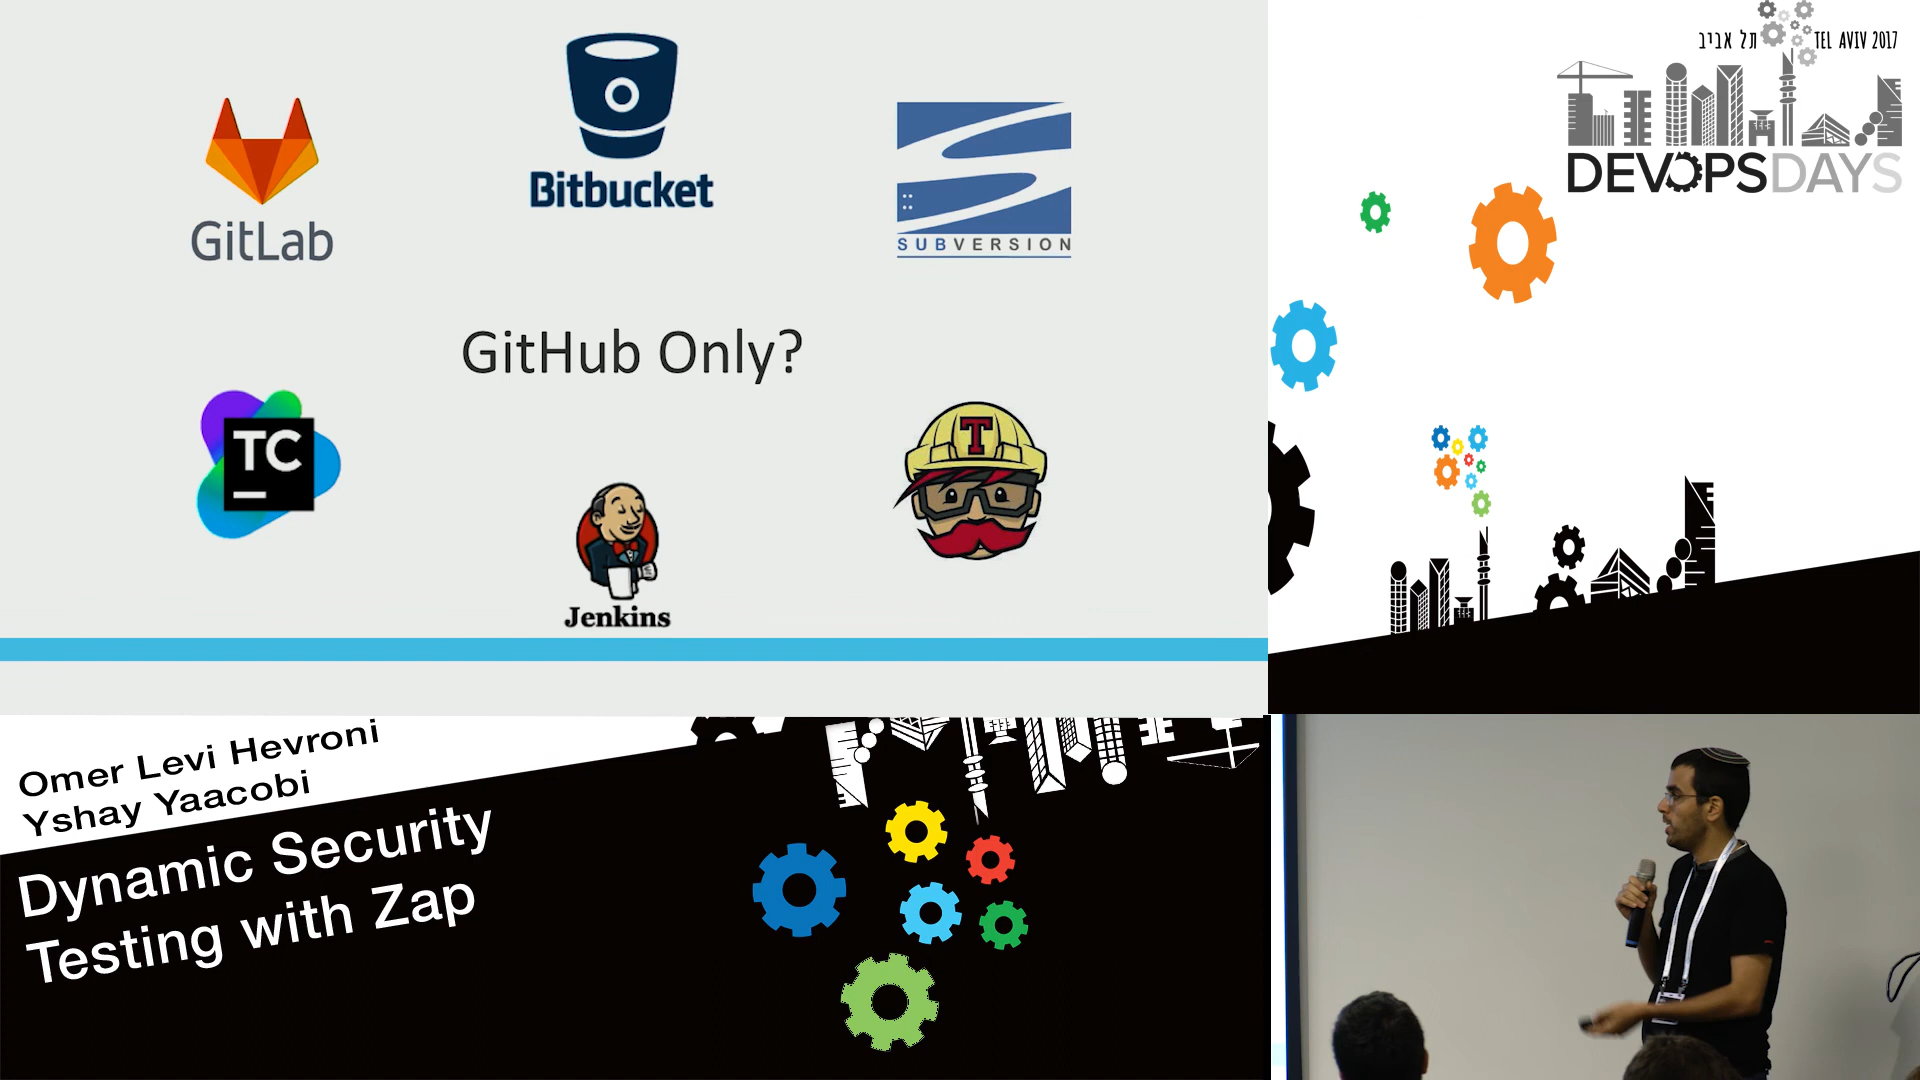 Bitbucket
GitLab
SUBVERSION
GitHub Only?
TC
T
Jenkins
תל אביב
TEL AVIV 2017
DEVOPSDAYS
Omer Levi Hevroni
Yshay Yaacobi
Dynamic Security
Testing with Zap